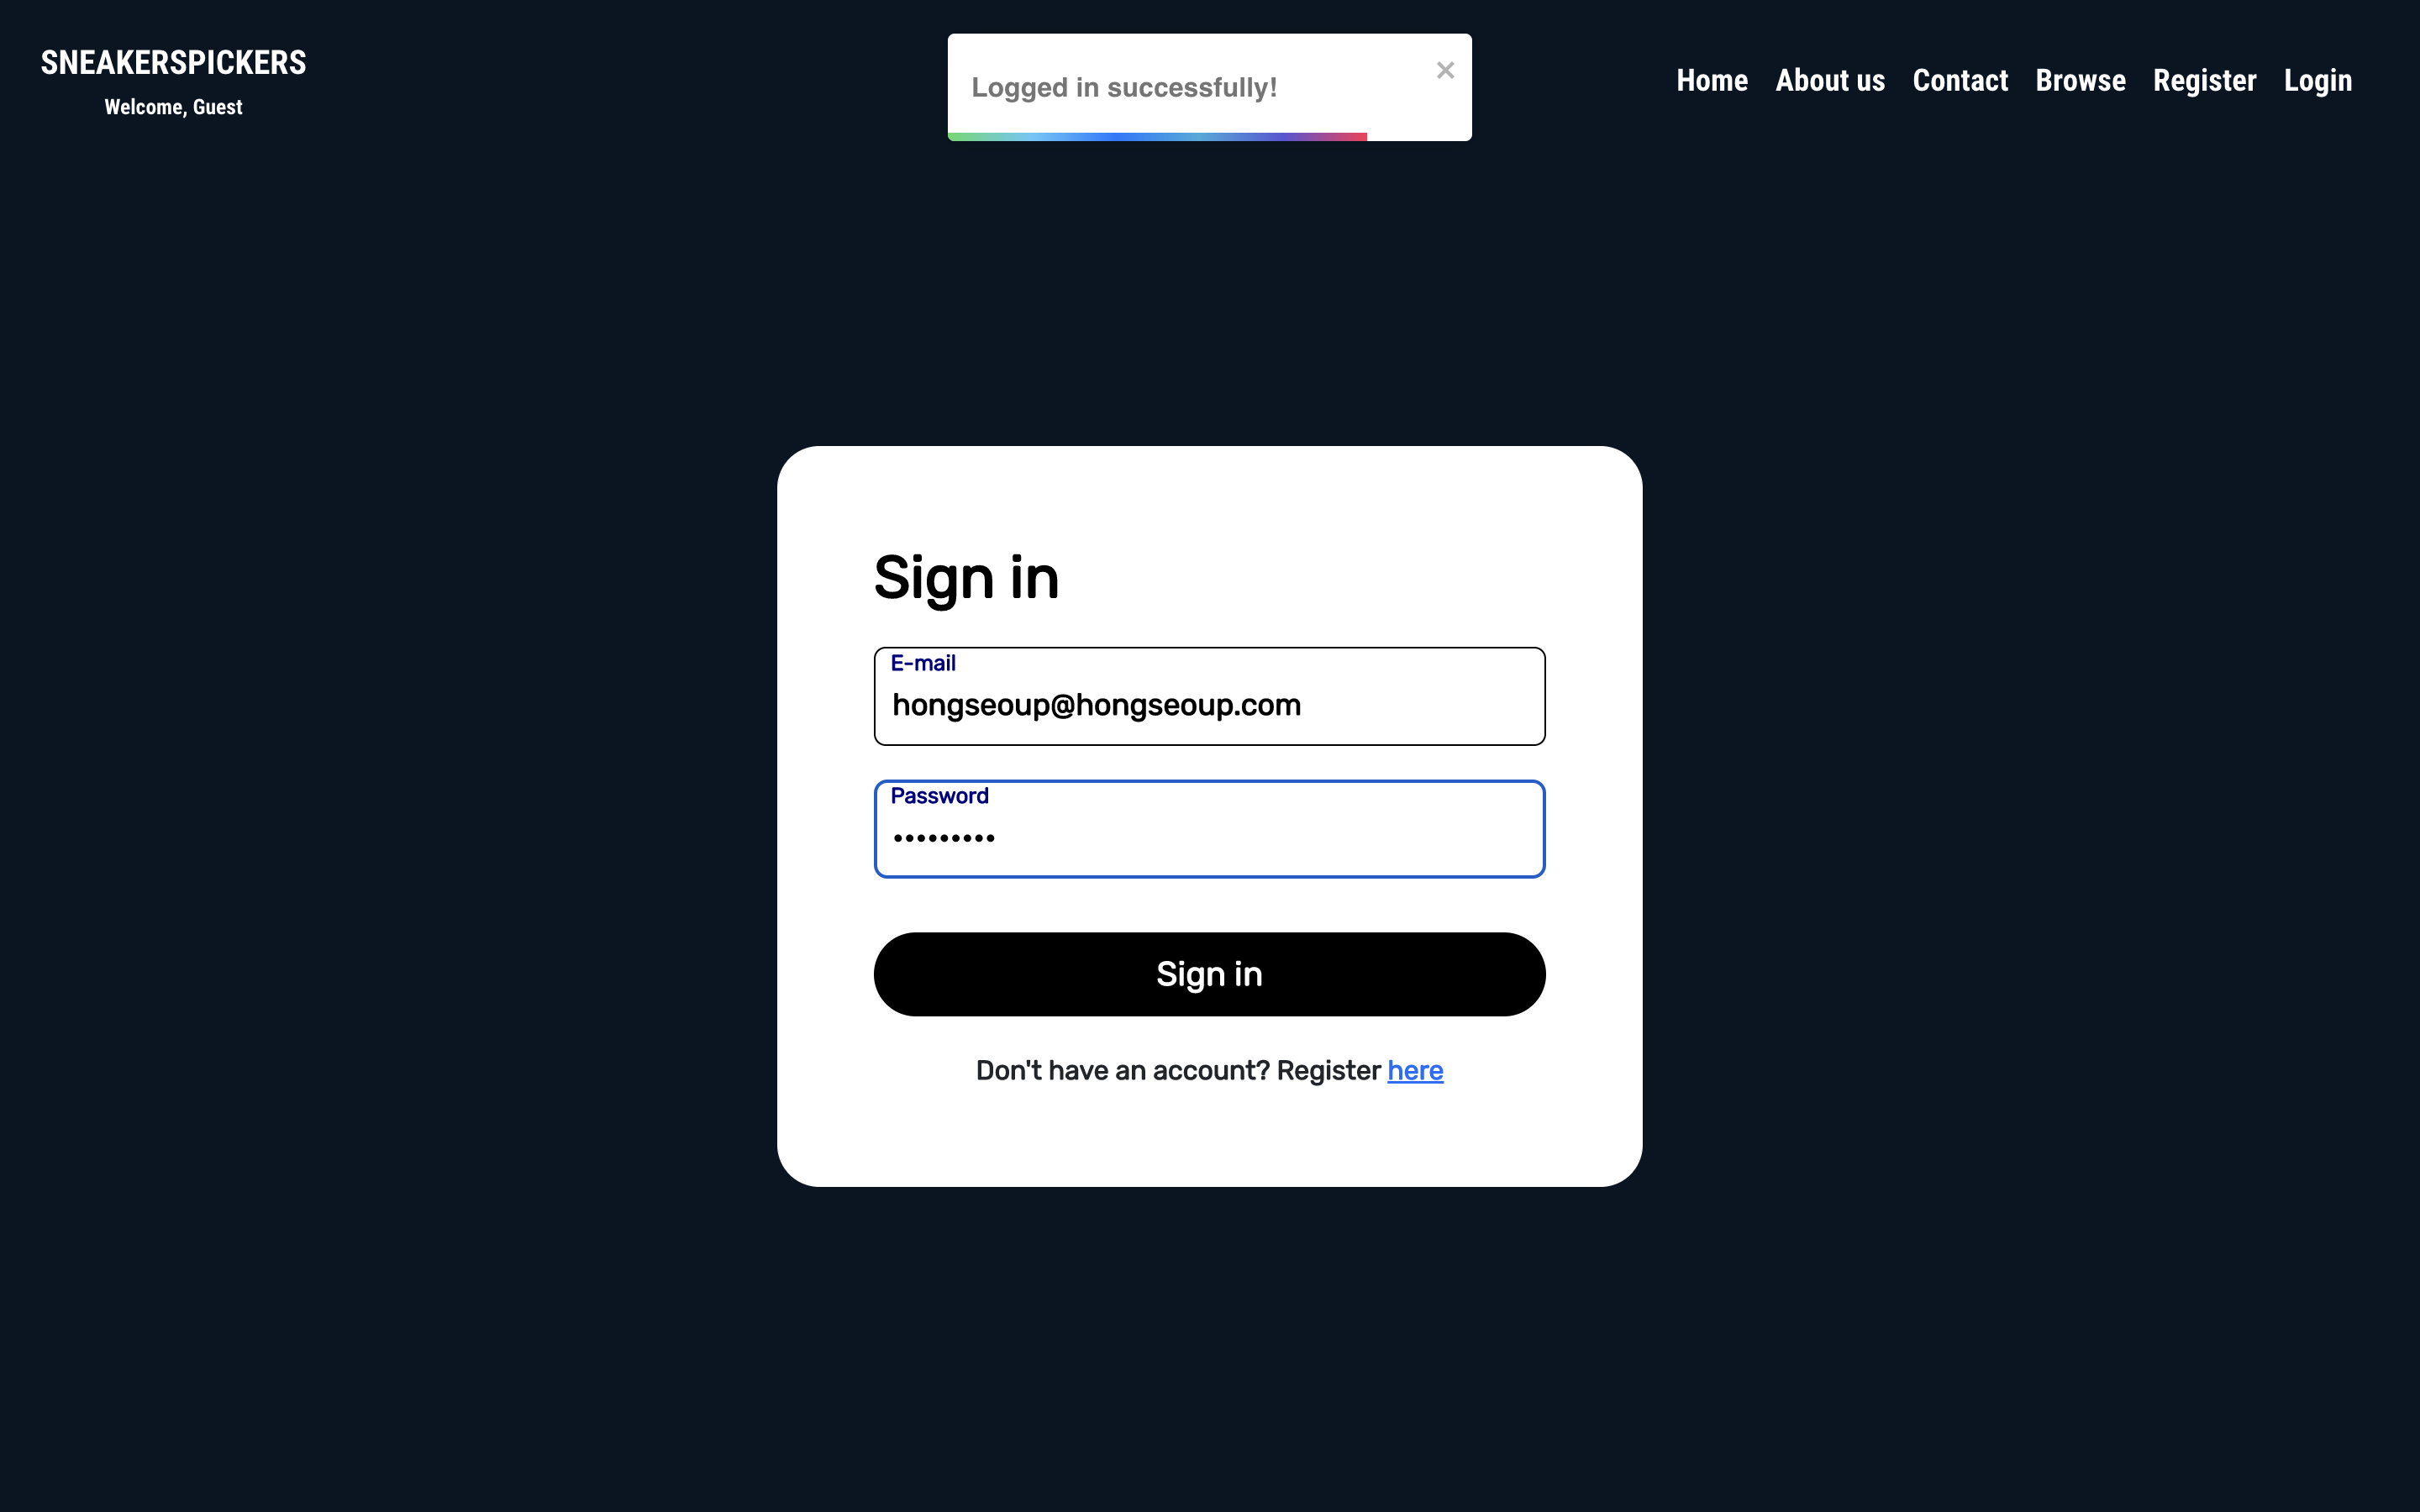 SNEAKERSPICKERS
Welcome, Guest
Logged in successfully!
×
Home About us Contact Browse Register Login
Sign in
E-mail
hongseoup@hongseoup.com
Password
•••••••••
Sign in
Don't have an account? Register here